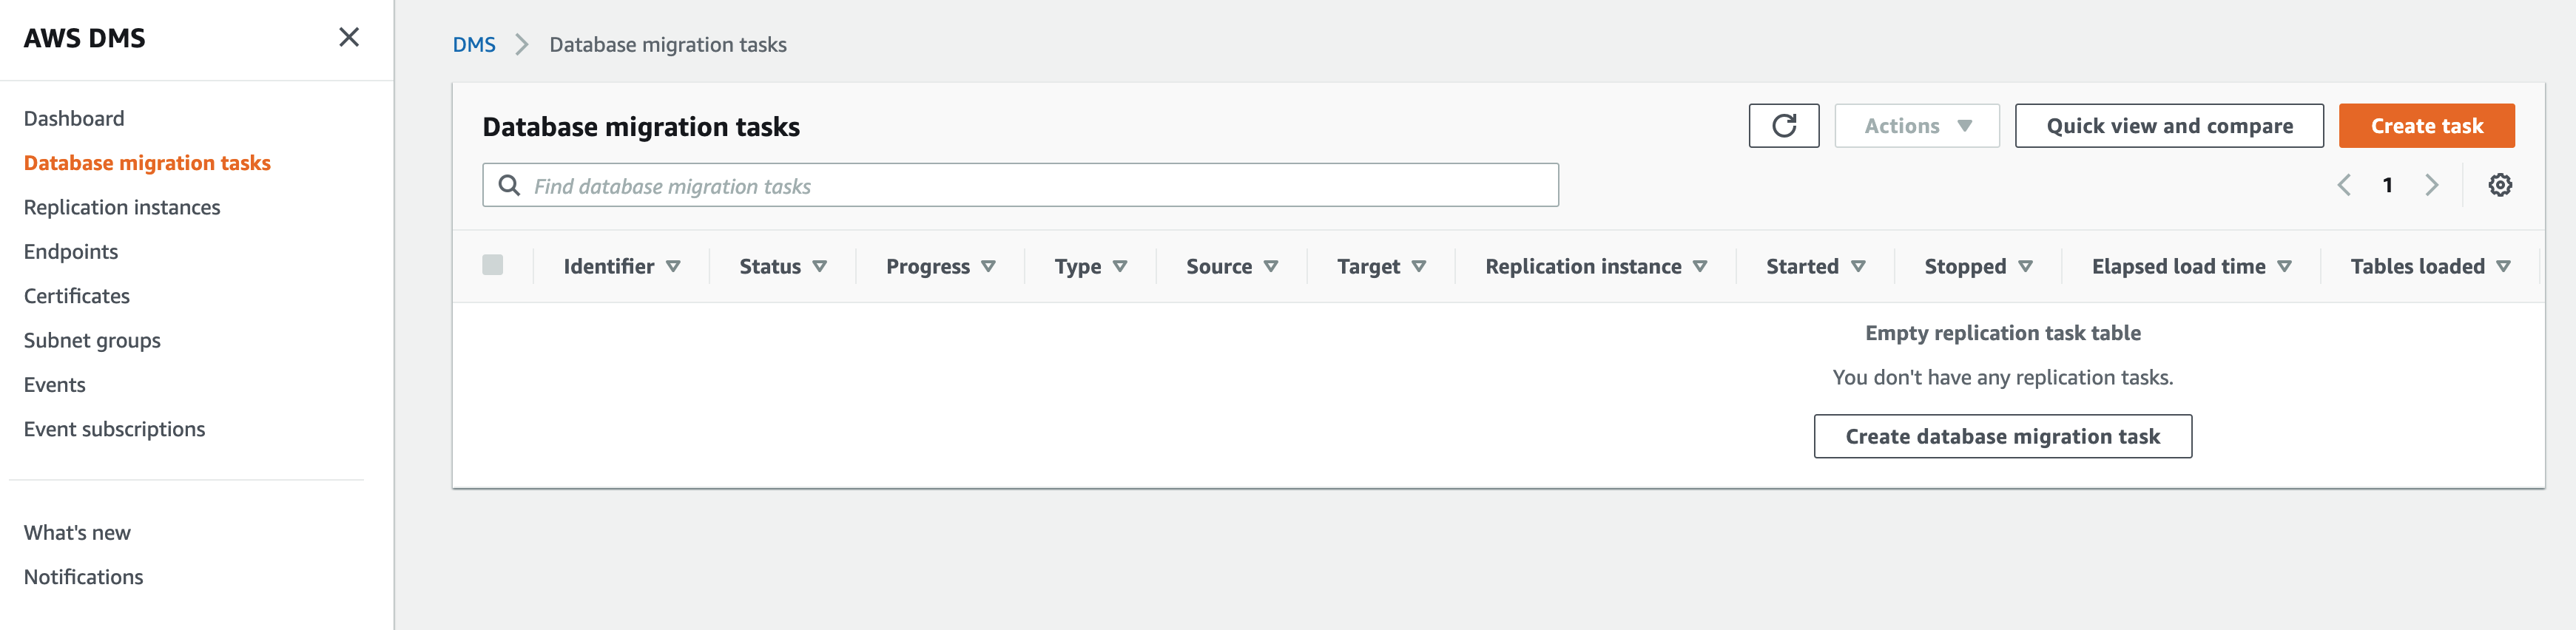 AWS DMS
Dashboard
Database migration tasks
Replication instances
Endpoints
Certificates
Subnet groups
Events
Event subscriptions
What's new
Notifications
DMS Database migration tasks
Database migration tasks
Actions Quick view and compare Create task
Find database migration tasks
1
Identifier Status Progress Type Source Target Replication instance Started Stopped Elapsed load time Tables loaded
Empty replication task table
You don't have any replication tasks.
Create database migration task